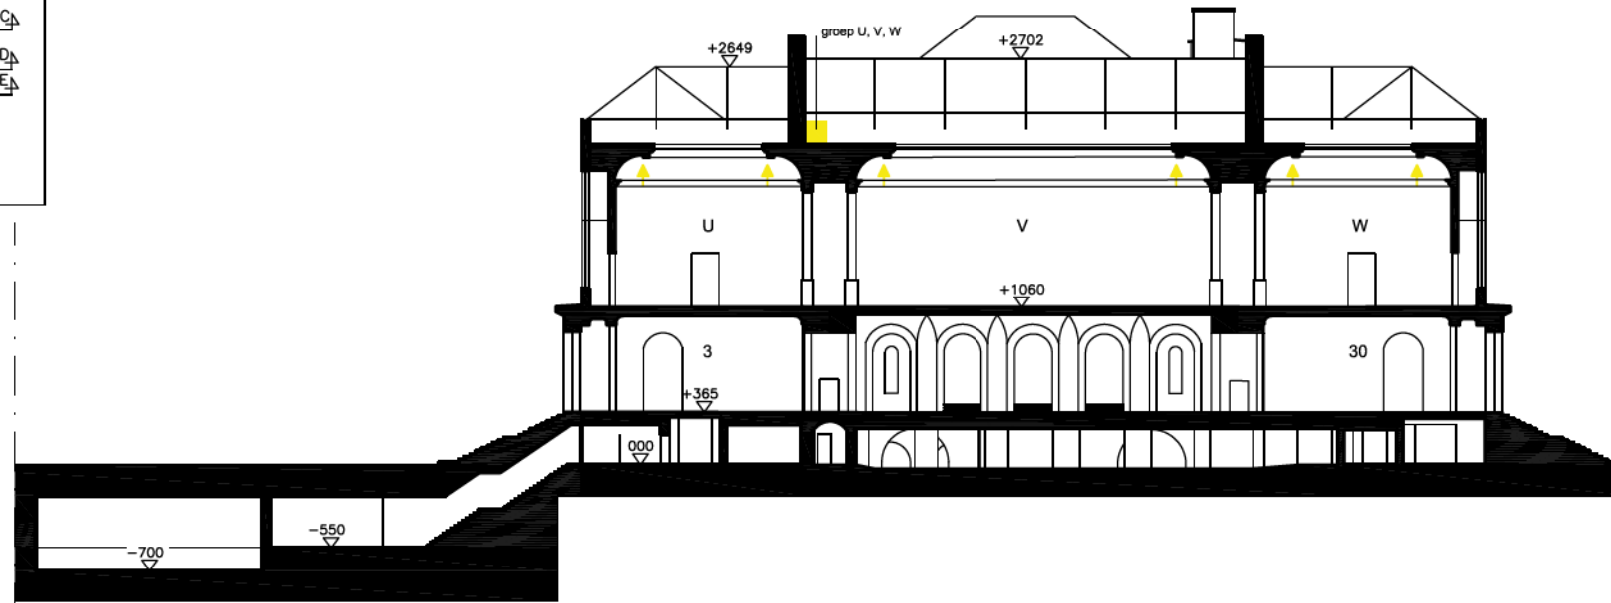 C
D
E
groep U, V, W
+2649
+2702
U
V
W
+1060
3
30
+365
000
-550
-700